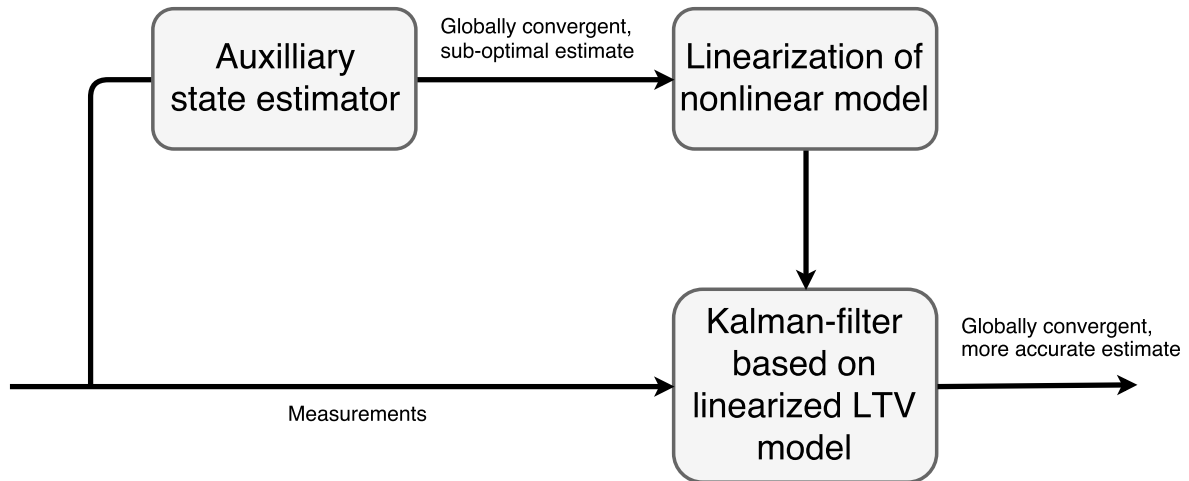 Auxilliary
state estimator
Globally convergent,
sub-optimal estimate
Linearization of
nonlinear model
Kalman-filter
based on
linearized LTV
model
Globally convergent,
more accurate estimate
Measurements